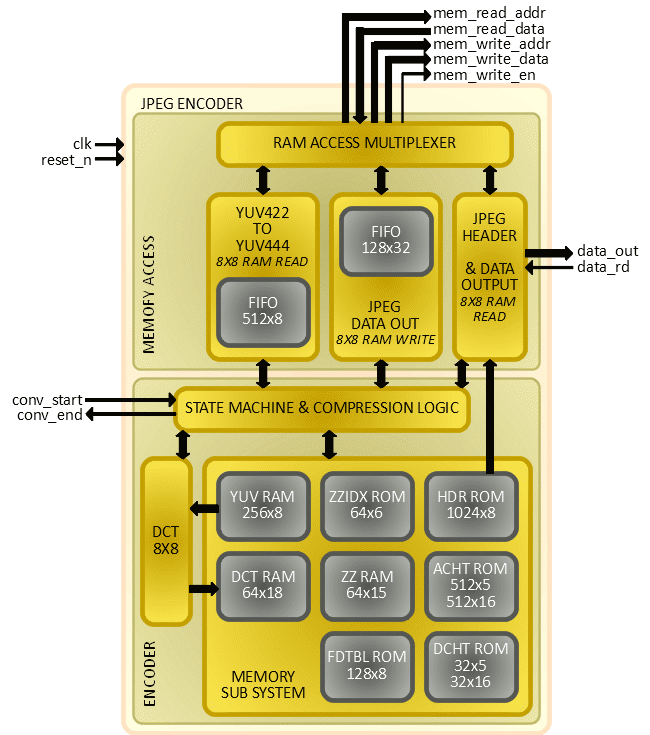 mem_read_addr
mem_read_data
mem_write_addr
mem_write_data
mem_write_en
JPEG ENCODER
clk
reset_n
RAM ACCESS MULTIPLEXER
MEMORY ACCESS
YUV422
TO
YUV444
8X8 RAM READ
FIFO
512x8
FIFO
128x32
JPEG
DATA OUT
8X8 RAM WRITE
JPEG
HEADER
& DATA
OUTPUT
8X8 RAM
READ
data_out
data_rd
conv_start
conv_end
STATE MACHINE & COMPRESSION LOGIC
ENCODER
DCT
8X8
YUV RAM
256x8
ZZIDX ROM
64x6
HDR ROM
1024x8
DCT RAM
64x18
ZZ RAM
64x15
ACHT ROM
512x5
512x16
MEMORY
SUB SYSTEM
FDTBL ROM
128x8
DCHT ROM
32x5
32x16